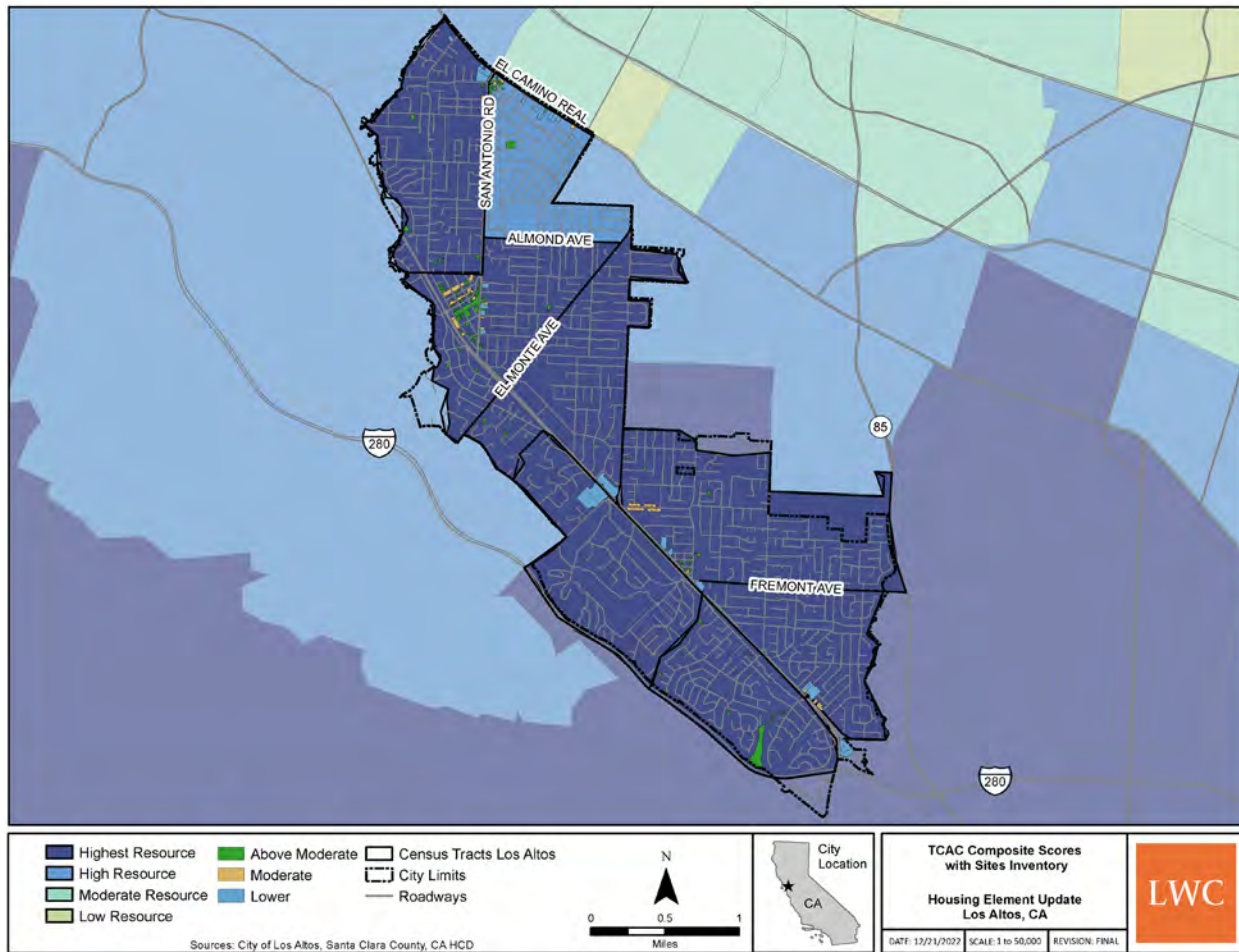 EL CAMINO REAL
SAN ANTONIO RD
ALMOND AVE
EL MONTE AVE
85
280
FREMONT AVE
280
Highest Resource
High Resource
Moderate Resource
Low Resource
Above Moderate
Moderate
Lower
Census Tracts Los Altos
City Limits
Roadways
Sources: City of Los Altos, Santa Clara County, CA HCD
N
0 0.5 1
Miles
City
Location
CA
TCAC Composite Scores
with Sites Inventory
Housing Element Update
Los Altos, CA
DATE: 12/21/2022 SCALE: 1 to 50,000 REVISION: FINAL
LWC